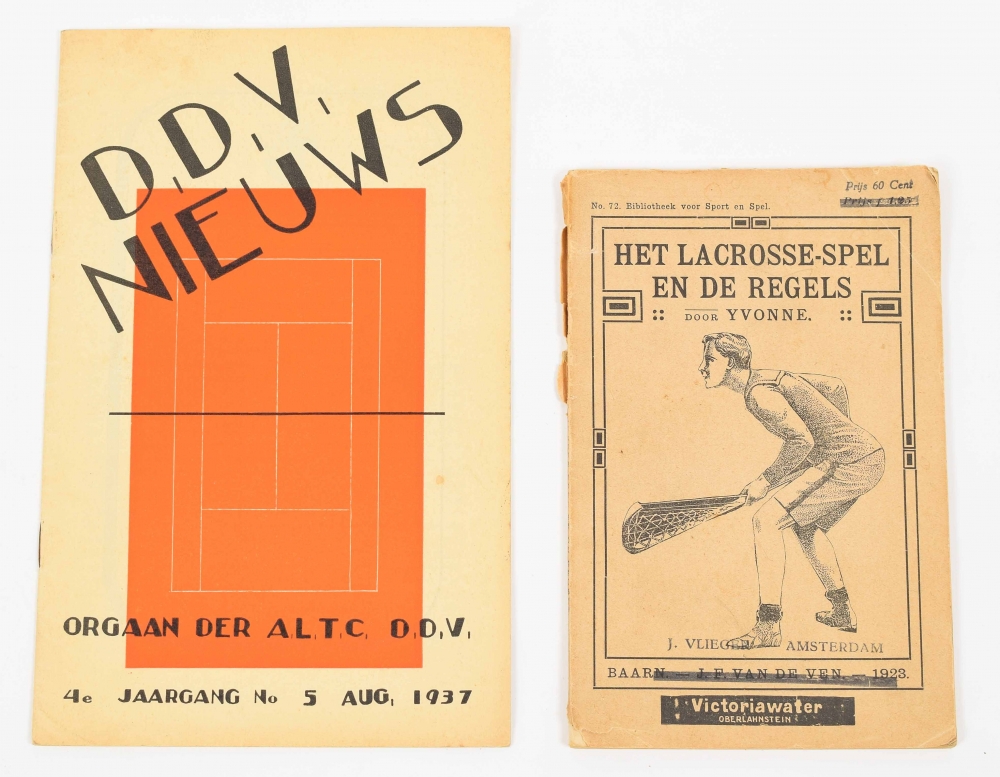 D.D.V.
NIEUWS
ORGAAN DER A.L.T.C. D.D.V.
4e JAARGANG No 5 AUG. 1937
Prijs 60 Cent
No. 72. Bibliotheek voor Sport en Spel.
HET LACROSSE-SPEL
EN DE REGELS
DOOR YVONNE.
J. VLIEGER AMSTERDAM
BAARN. — J. F. VAN DE VEN. — 1923.
Victoriawater
OBERLAHNSTEIN